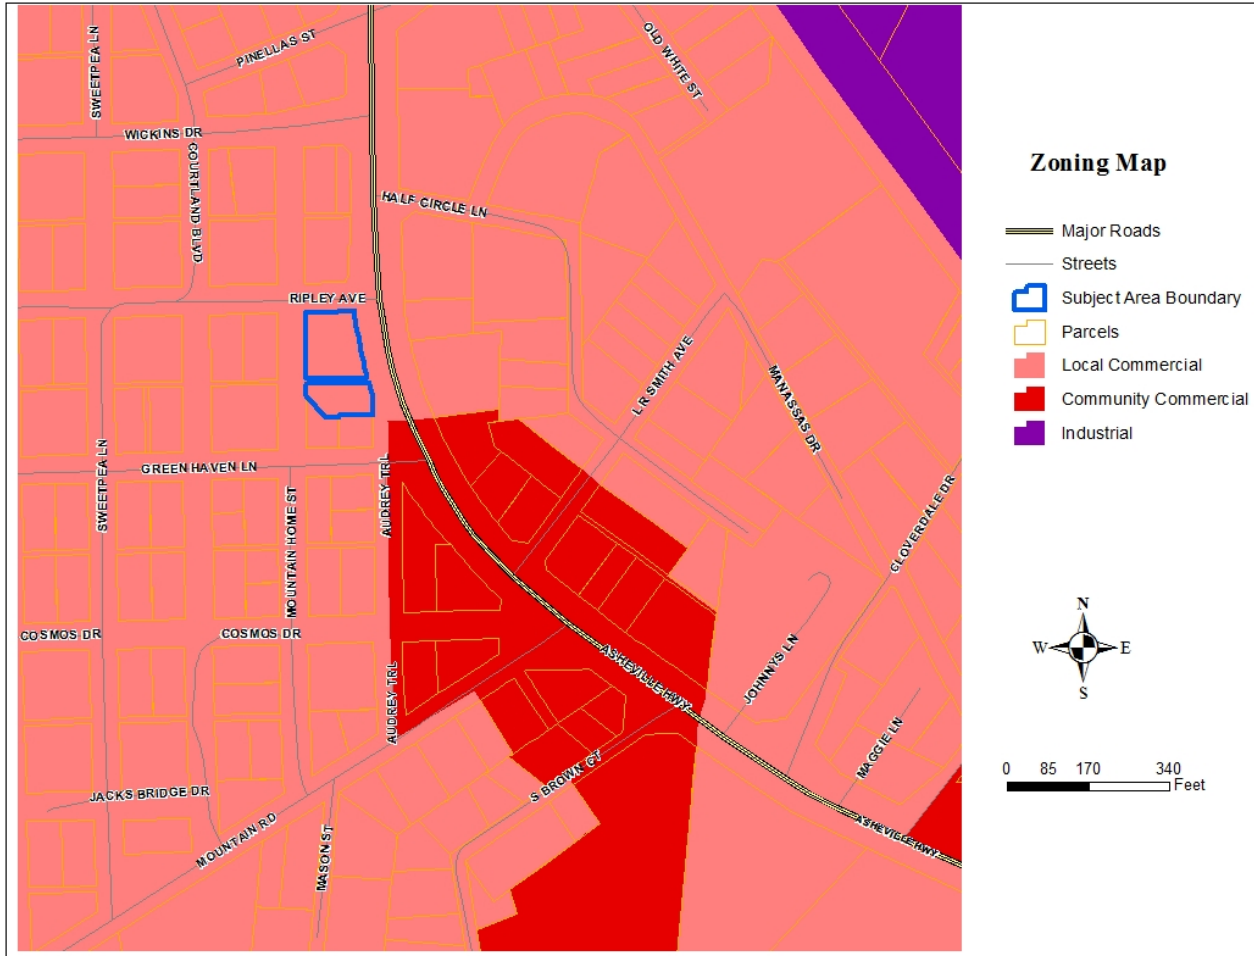 SWEETPEA LN
PINELLAS ST
OLD WHITE ST
WICKINS DR
COURTLAND BLVD
HALF CIRCLE LN
RIPLEY AVE
LR SMITH AVE
MANASSAS DR
SWEETPEA LN
GREEN HAVEN LN
AUDREY TRL
MOUNTAIN HOME ST
CLOVERDALE DR
COSMOS DR
COSMOS DR
AUDREY TRL
ASHEVILLE HWY
JOHNNYS LN
MAGGIE LN
S BROWN CT
JACKS BRIDGE DR
MOUNTAIN RD
MASON ST
ASHEVILLE HWY
Zoning Map
Major Roads
Streets
Subject Area Boundary
Parcels
Local Commercial
Community Commercial
Industrial
N
W E
S
0 85 170 340
Feet